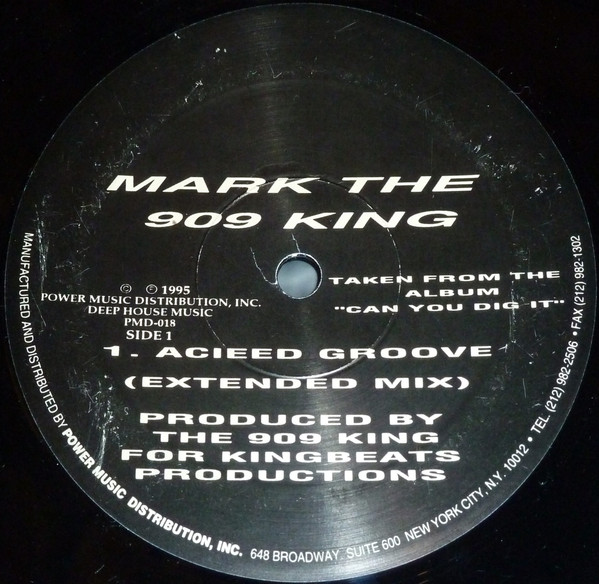 MARK THE
909 KING
© © 1995
POWER MUSIC DISTRIBUTION, INC.
DEEP HOUSE MUSIC
PMD-018
SIDE 1
TAKEN FROM THE
ALBUM
"CAN YOU DIG IT"
1. ACIEED GROOVE
(EXTENDED MIX)
PRODUCED BY
THE 909 KING
FOR KINGBEATS
PRODUCTIONS
MANUFACTURED AND DISTRIBUTED BY POWER MUSIC DISTRIBUTION, INC. 648 BROADWAY. SUITE 600 NEW YORK CITY, N.Y. 10012 • TEL. (212) 982-2506 • FAX (212) 982-1302